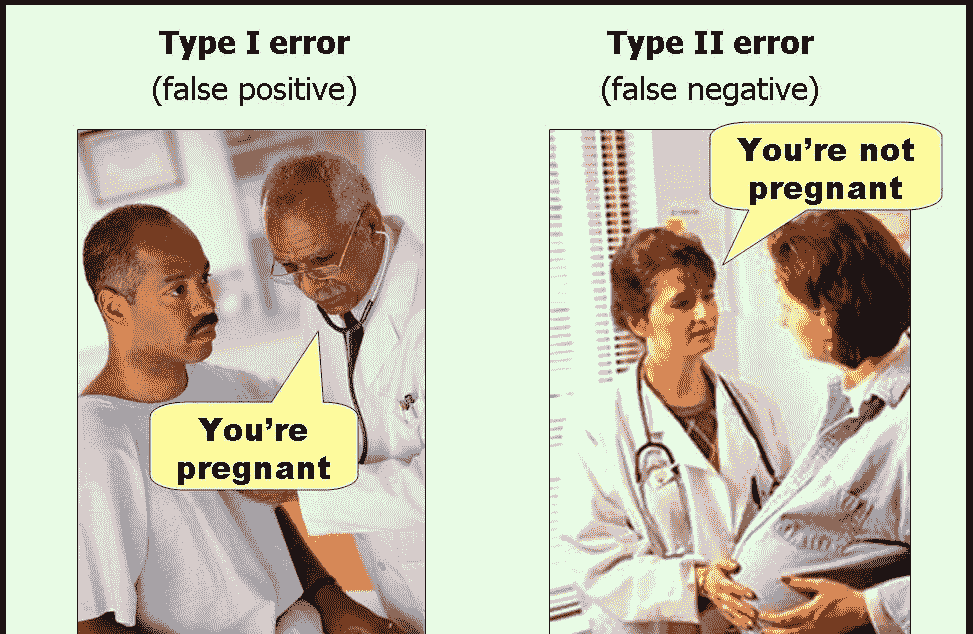 Type I error
(false positive)
You're
pregnant
Type II error
(false negative)
You're not
pregnant